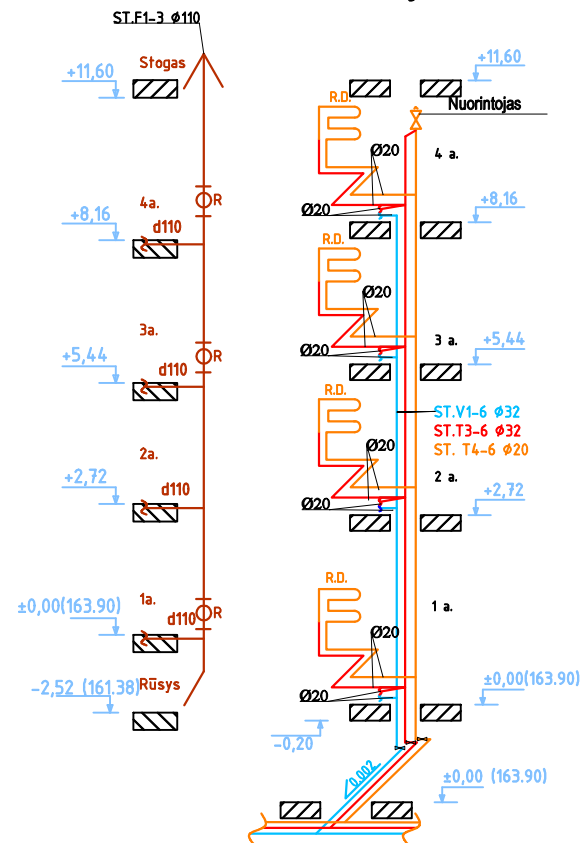 ST.F1-3 Ø110
Stogas
+11,60
R
4a.
d110
+8,16
R
3a.
d110
+5,44
2a.
d110
+2,72
1a.
d110
R
±0,00(163.90)
Rūsys
-2,52 (161.38)
+11,60
R.D.
Nuorintojas
Ø20
4 a.
Ø20
+8,16
R.D.
Ø20
3 a.
Ø20
+5,44
R.D.
ST.V1-6 Ø32
ST.T3-6 Ø32
ST. T4-6 Ø20
Ø20
2 a.
Ø20
+2,72
R.D.
1 a.
Ø20
Ø20
±0,00(163.90)
-0,20
0.002
±0,00 (163.90)